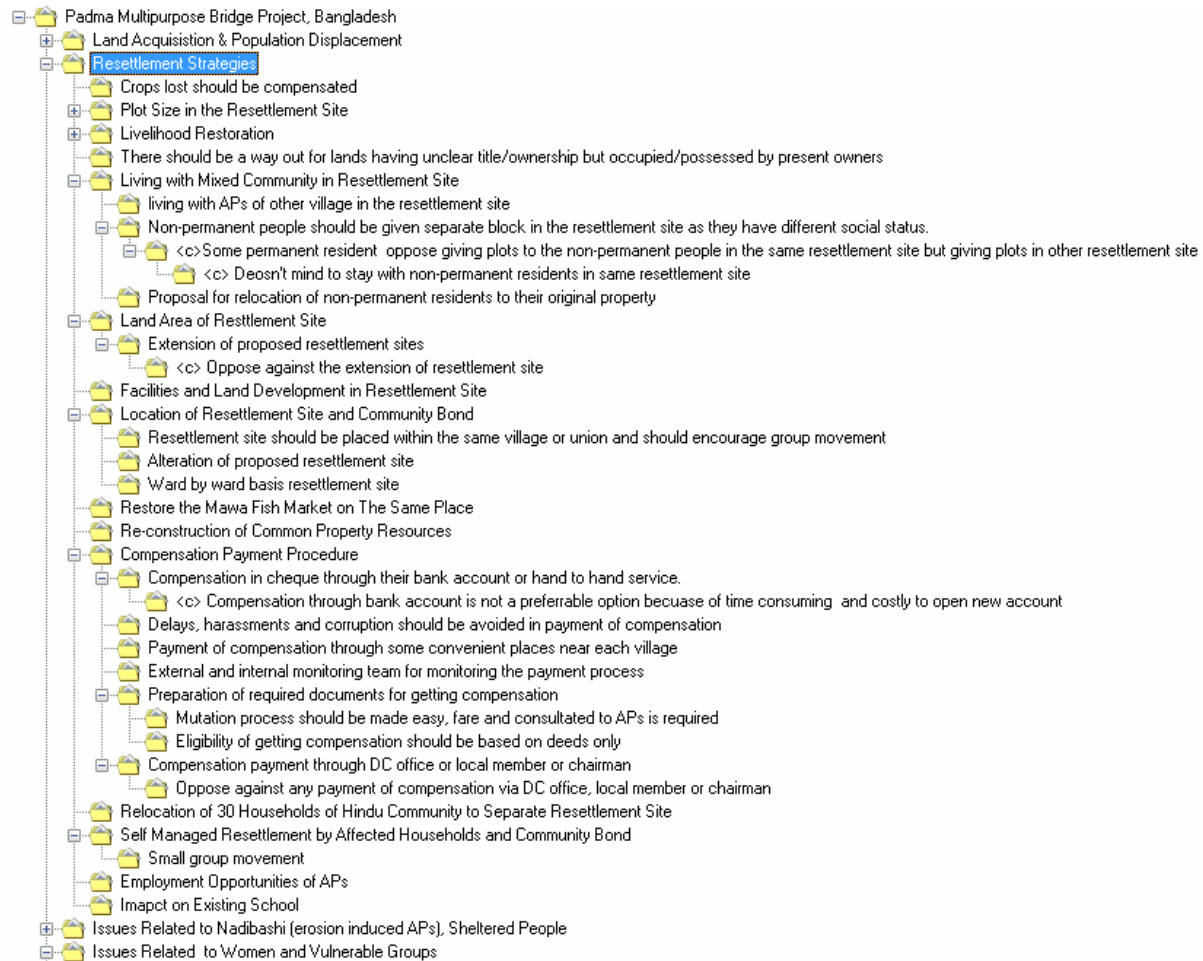 Padma Multipurpose Bridge Project, Bangladesh
Land Acquisistion & Population Displacement
Resettlement Strategies
Crops lost should be compensated
Plot Size in the Resettlement Site
Livelihood Restoration
There should be a way out for lands having unclear title/ownership but occupied/possessed by present owners
Living with Mixed Community in Resettlement Site
living with APs of other village in the resettlement site
Non-permanent people should be given separate block in the resettlement site as they have different social status.
<c>Some permanent resident  oppose giving plots to the non-permanent people in the same resettlement site but giving plots in other resettlement site
<c> Deosn't mind to stay with non-permanent residents in same resettlement site
Proposal for relocation of non-permanent residents to their original property
Land Area of Resttlement Site
Extension of proposed resettlement sites
<c> Oppose against the extension of resettlement site
Facilities and Land Development in Resettlement Site
Location of Resettlement Site and Community Bond
Resettlement site should be placed within the same village or union and should encourage group movement
Alteration of proposed resettlement site
Ward by ward basis resettlement site
Restore the Mawa Fish Market on The Same Place
Re-construction of Common Property Resources
Compensation Payment Procedure
Compensation in cheque through their bank account or hand to hand service.
<c> Compensation through bank account is not a preferrable option becuase of time consuming  and costly to open new account
Delays, harassments and corruption should be avoided in payment of compensation
Payment of compensation through some convenient places near each village
External and internal monitoring team for monitoring the payment process
Preparation of required documents for getting compensation
Mutation process should be made easy, fare and consultated to APs is required
Eligibility of getting compensation should be based on deeds only
Compensation payment through DC office or local member or chairman
Oppose against any payment of compensation via DC office, local member or chairman
Relocation of 30 Households of Hindu Community to Separate Resettlement Site
Self Managed Resettlement by Affected Households and Community Bond
Small group movement
Employment Opportunities of APs
Imapct on Existing School
Issues Related to Nadibashi (erosion induced APs), Sheltered People
Issues Related  to Women and Vulnerable Groups